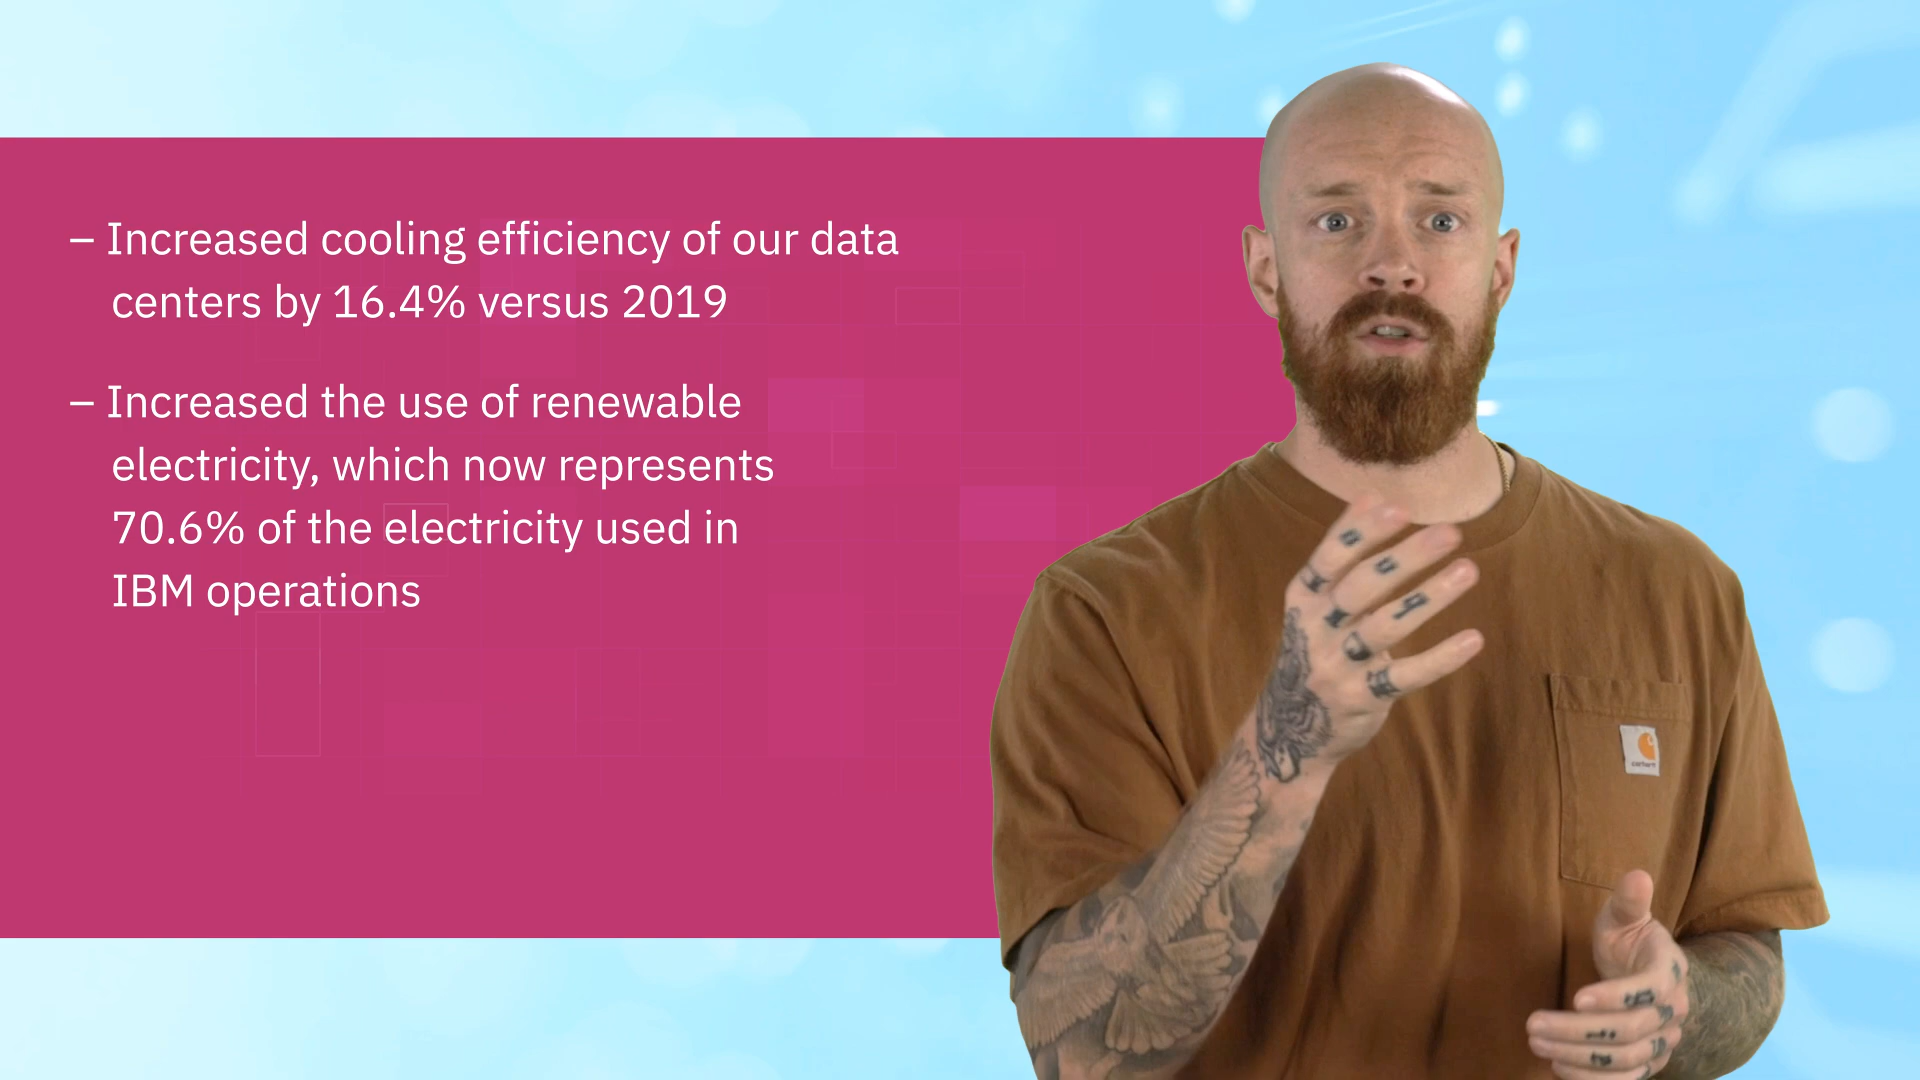 – Increased cooling efficiency of our data
centers by 16.4% versus 2019
– Increased the use of renewable
electricity, which now represents
70.6% of the electricity used in
IBM operations
carhartt